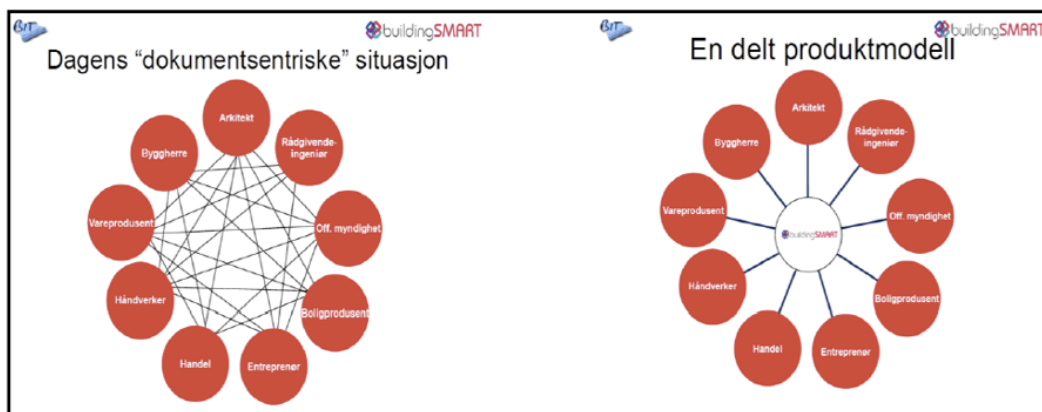 BIT
buildingSMART
Dagens “dokumentsentriske” situasjon
Arkitekt
Rådgivende-
ingeniør
Off. myndighet
Boligprodusent
Entreprenør
Handel
Håndverker
Vareprodusent
Byggherre
BIT
buildingSMART
En delt produktmodell
Arkitekt
Rådgivende-
ingeniør
Off. myndighet
Boligprodusent
Entreprenør
Handel
Håndverker
Vareprodusent
Byggherre
buildingSMART